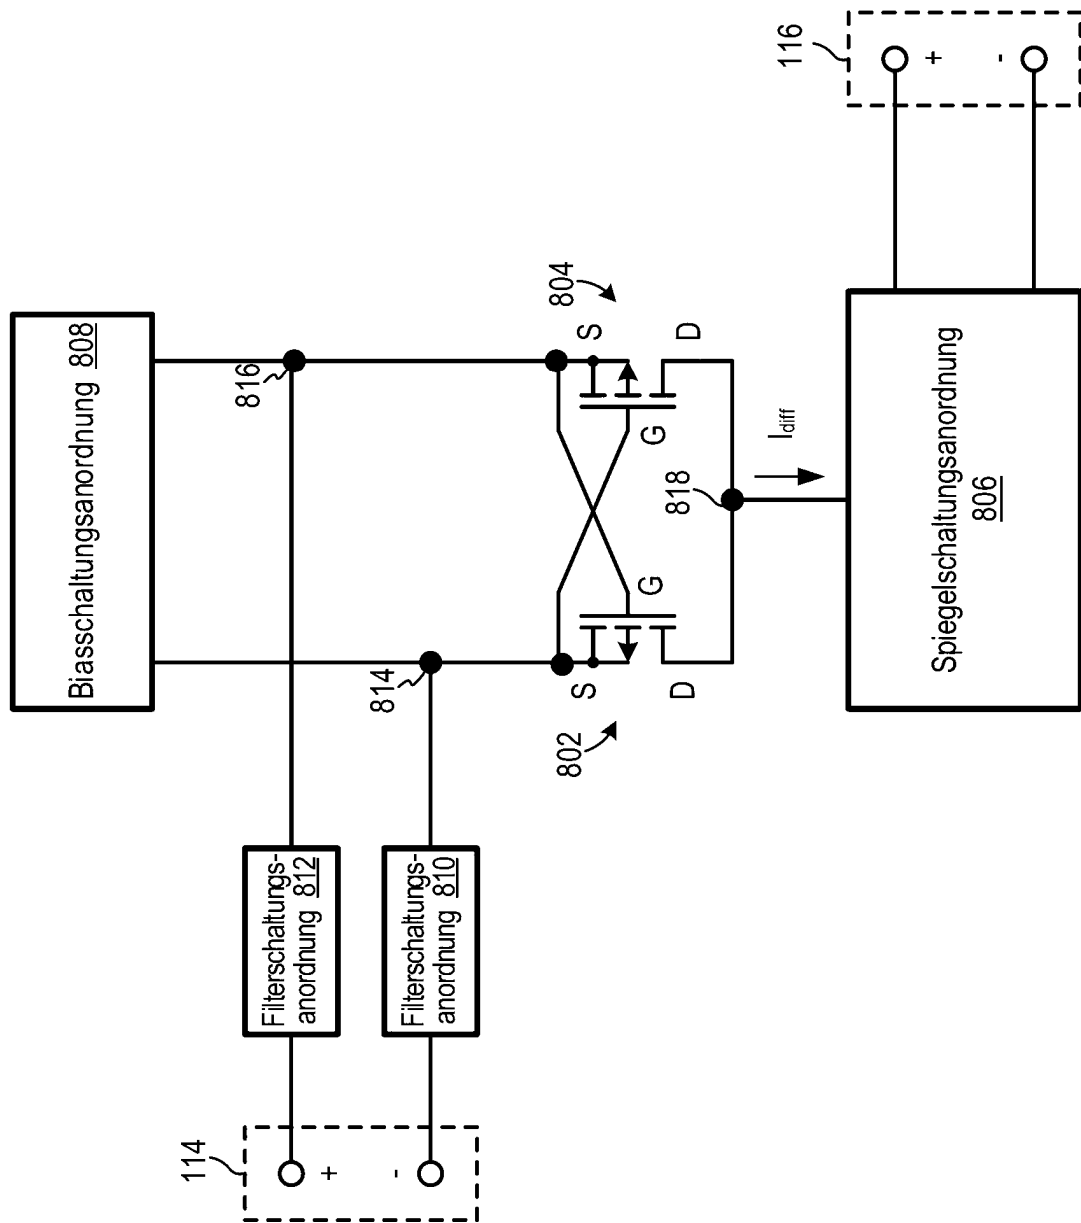 Biasschaltungsanordnung 808
816
814
Filterschaltungs-
anordnung 812
Filterschaltungs-
anordnung 810
114
+
-
802
804
S
G
D
S
G
D
818
I_diff
Spiegelschaltungsanordnung
806
116
+
-